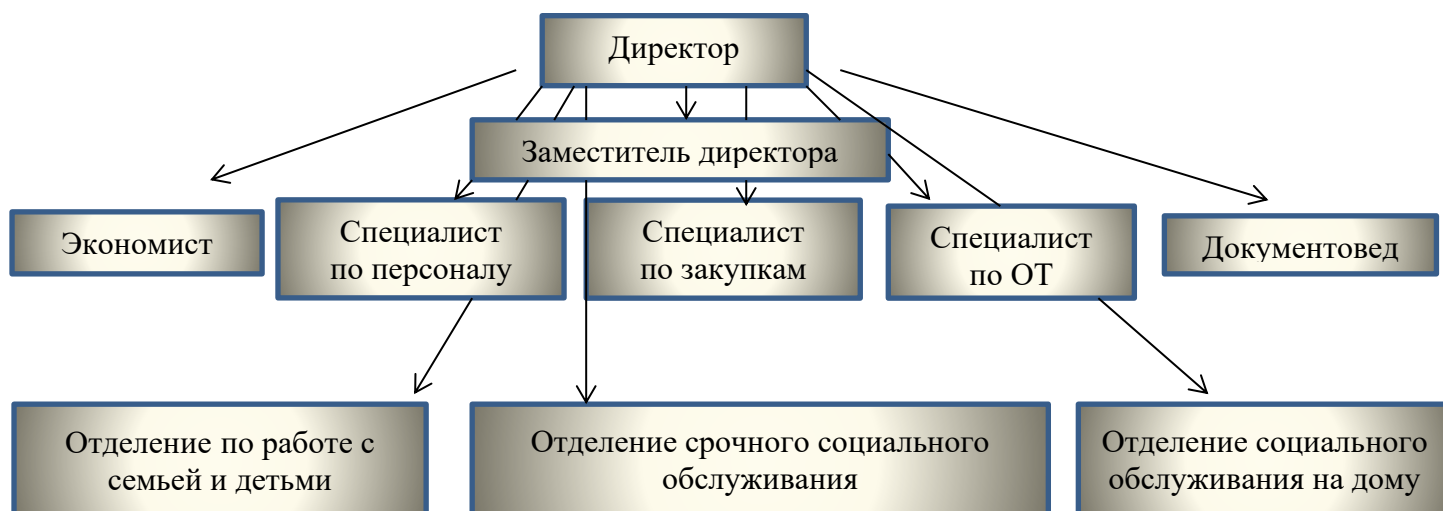 Директор
Заместитель директора
Экономист
Специалист
по персоналу
Специалист
по закупкам
Специалист
по ОТ
Документовед
Отделение по работе с
семьей и детьми
Отделение срочного социального
обслуживания
Отделение социального
обслуживания на дому